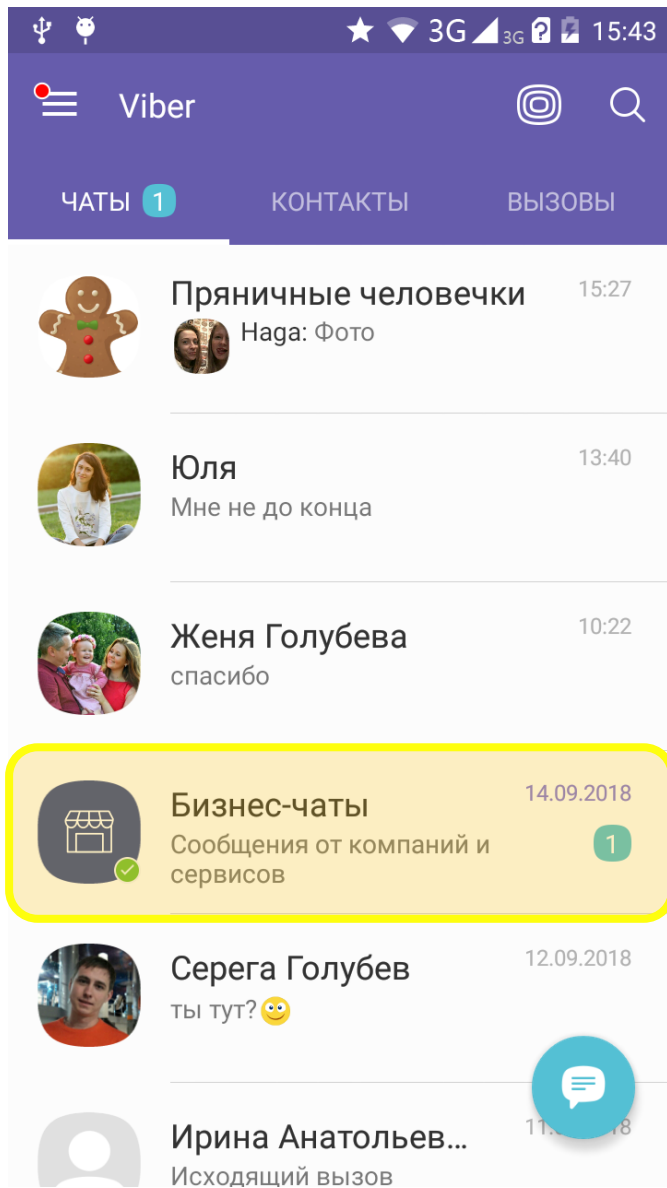 3G 3G 15:43
Viber
ЧАТЫ 1 КОНТАКТЫ ВЫЗОВЫ
Пряничные человечки 15:27
Haga: Фото
Юля 13:40
Мне не до конца
Женя Голубева 10:22
спасибо
Бизнес-чаты 14.09.2018
Сообщения от компаний и 1
сервисов
Серега Голубев 12.09.2018
ты тут?
Ирина Анатольев...
Исходящий вызов